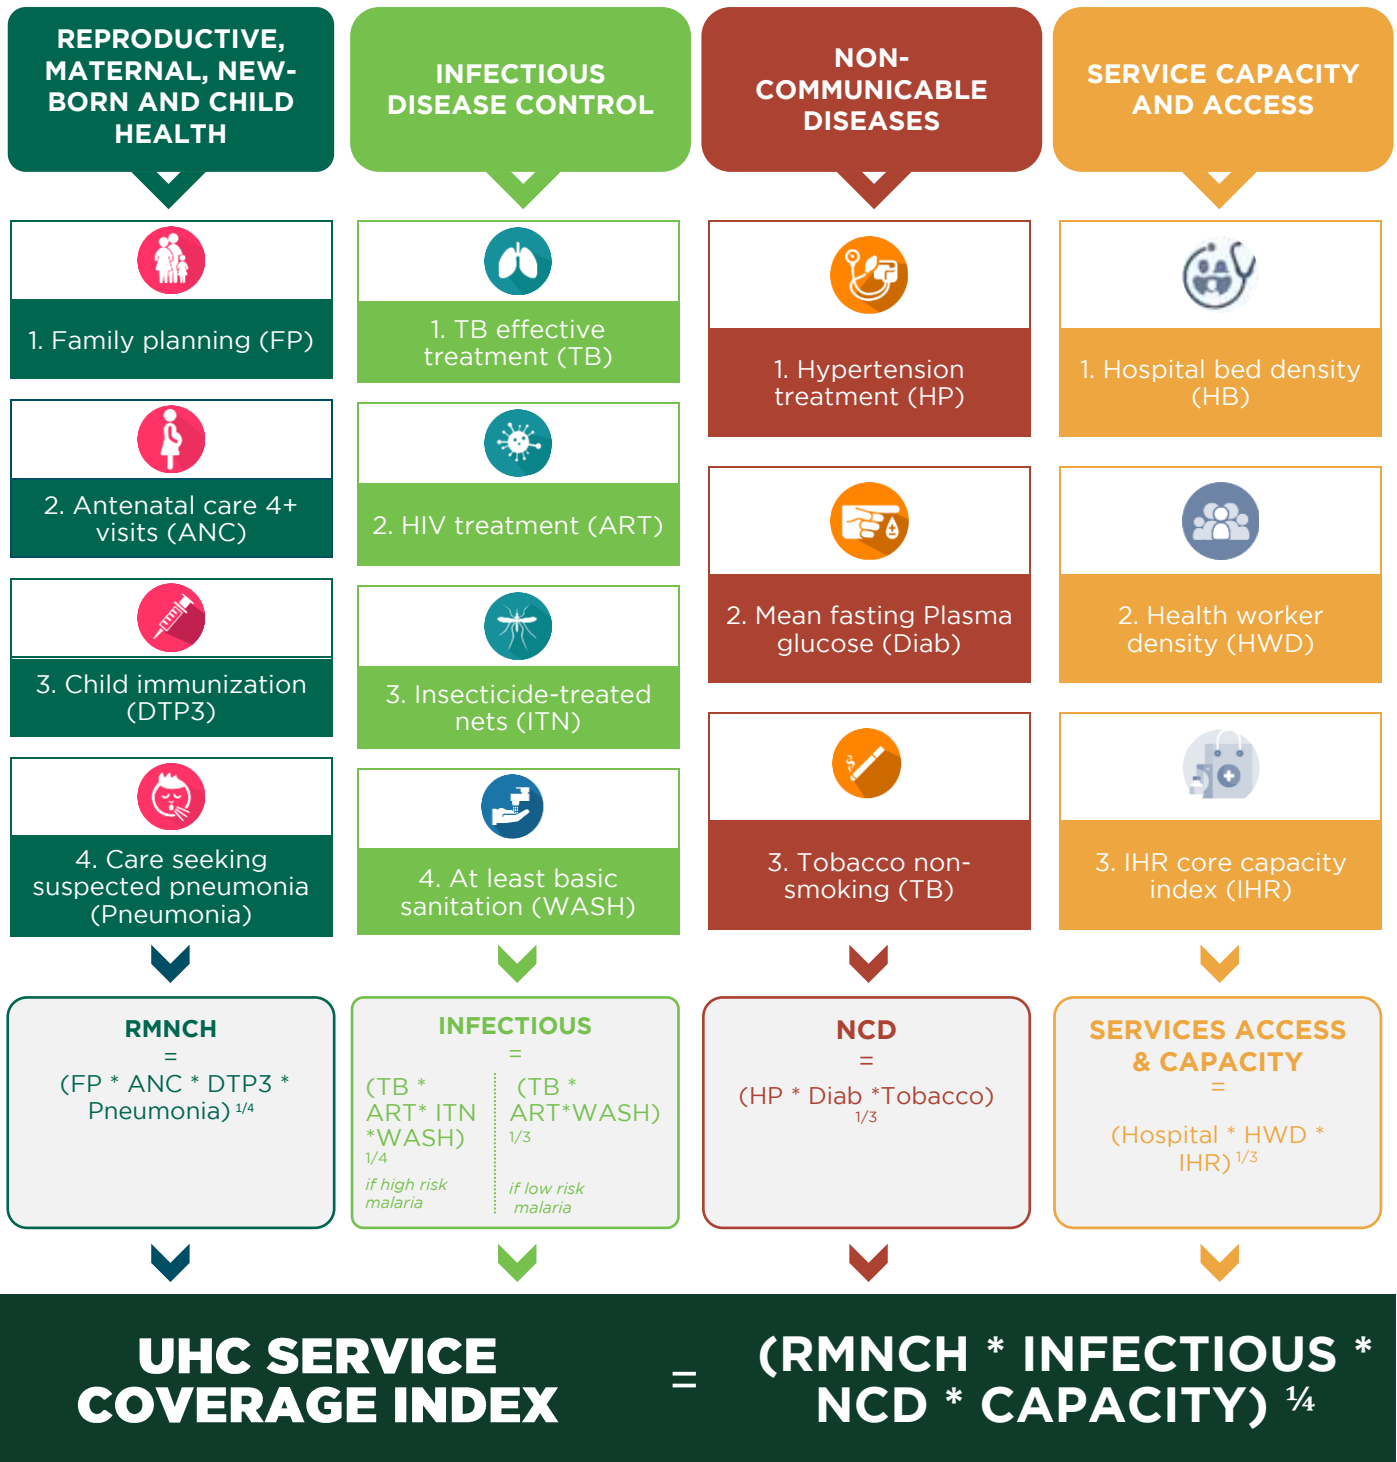 REPRODUCTIVE,
MATERNAL, NEW-
BORN AND CHILD
HEALTH
1. Family planning (FP)
2. Antenatal care 4+
visits (ANC)
3. Child immunization
(DTP3)
4. Care seeking
suspected pneumonia
(Pneumonia)
RMNCH
=
(FP * ANC * DTP3 *
Pneumonia) 1/4
INFECTIOUS
DISEASE CONTROL
1. TB effective
treatment (TB)
2. HIV treatment (ART)
3. Insecticide-treated
nets (ITN)
4. At least basic
sanitation (WASH)
INFECTIOUS
=
(TB *
ART* ITN
*WASH)
1/4
if high risk
malaria
(TB *
ART*WASH)
1/3
if low risk
malaria
NON-
COMMUNICABLE
DISEASES
1. Hypertension
treatment (HP)
2. Mean fasting Plasma
glucose (Diab)
$
3. Tobacco non-
smoking (TB)
NCD
=
(HP * Diab *Tobacco)
1/3
SERVICE CAPACITY
AND ACCESS
1. Hospital bed density
(HB)
2. Health worker
density (HWD)
3. IHR core capacity
index (IHR)
SERVICES ACCESS
& CAPACITY
=
(Hospital * HWD *
IHR) 1/3
UHC SERVICE
COVERAGE INDEX
=
(RMNCH * INFECTIOUS *
NCD * CAPACITY) ¼